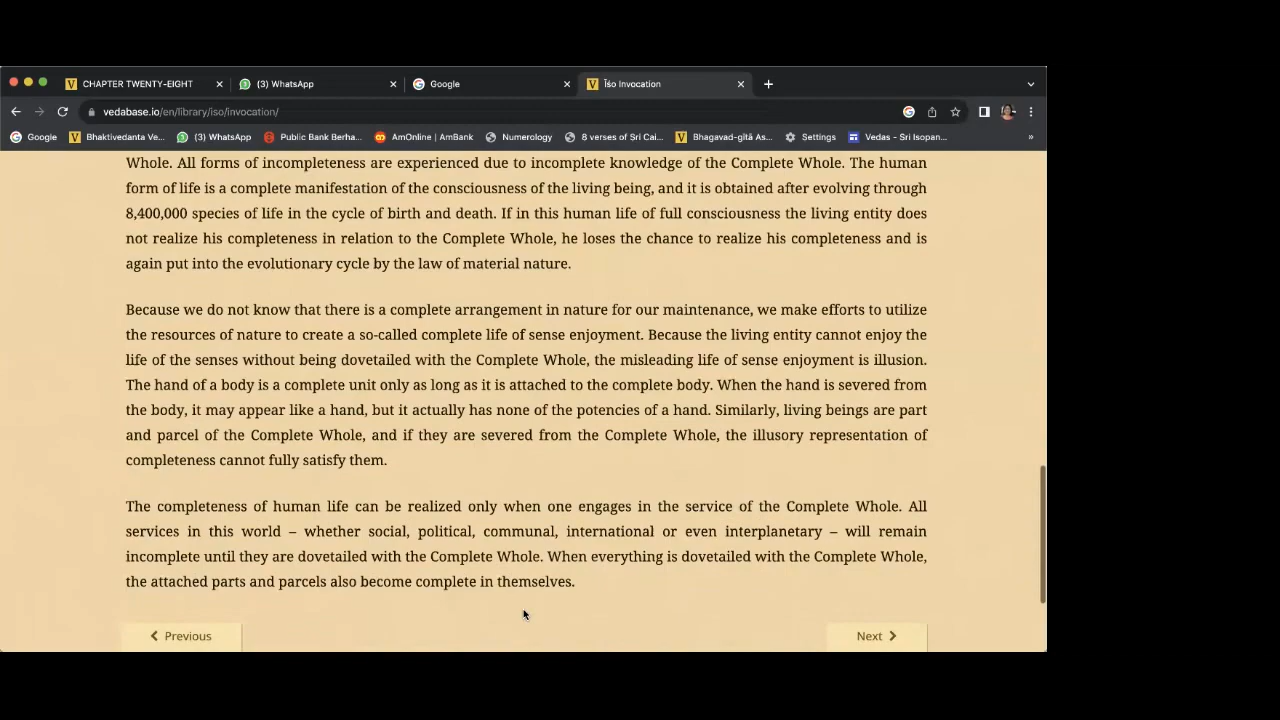 CHAPTER TWENTY-EIGHT
(3) WhatsApp
Google
Īśo Invocation
vedabase.io/en/library/iso/invocation/
Google
Bhaktivedanta Ve...
(3) WhatsApp
Public Bank Berha...
AmOnline | AmBank
Numerology
8 verses of Sri Cai...
Bhagavad-gītā As...
Settings
Vedas - Sri Isopan...
»
Whole. All forms of incompleteness are experienced due to incomplete knowledge of the Complete Whole. The human
form of life is a complete manifestation of the consciousness of the living being, and it is obtained after evolving through
8,400,000 species of life in the cycle of birth and death. If in this human life of full consciousness the living entity does
not realize his completeness in relation to the Complete Whole, he loses the chance to realize his completeness and is
again put into the evolutionary cycle by the law of material nature.
Because we do not know that there is a complete arrangement in nature for our maintenance, we make efforts to utilize
the resources of nature to create a so-called complete life of sense enjoyment. Because the living entity cannot enjoy the
life of the senses without being dovetailed with the Complete Whole, the misleading life of sense enjoyment is illusion.
The hand of a body is a complete unit only as long as it is attached to the complete body. When the hand is severed from
the body, it may appear like a hand, but it actually has none of the potencies of a hand. Similarly, living beings are part
and parcel of the Complete Whole, and if they are severed from the Complete Whole, the illusory representation of
completeness cannot fully satisfy them.
The completeness of human life can be realized only when one engages in the service of the Complete Whole. All
services in this world – whether social, political, communal, international or even interplanetary – will remain
incomplete until they are dovetailed with the Complete Whole. When everything is dovetailed with the Complete Whole,
the attached parts and parcels also become complete in themselves.
Previous
Next